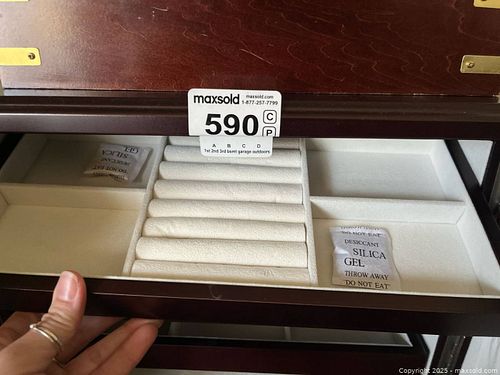 maxsold
maxsold.com
1-877-257-7799
590
C
P
A B C D
1st 2nd 3rd bsmt garage outdoors
SILICA
GEL
DO NOT EAT
DESICCANT
SILICA
GEL
THROW AWAY
DO NOT EAT
Copyright 2025 - maxsold.com